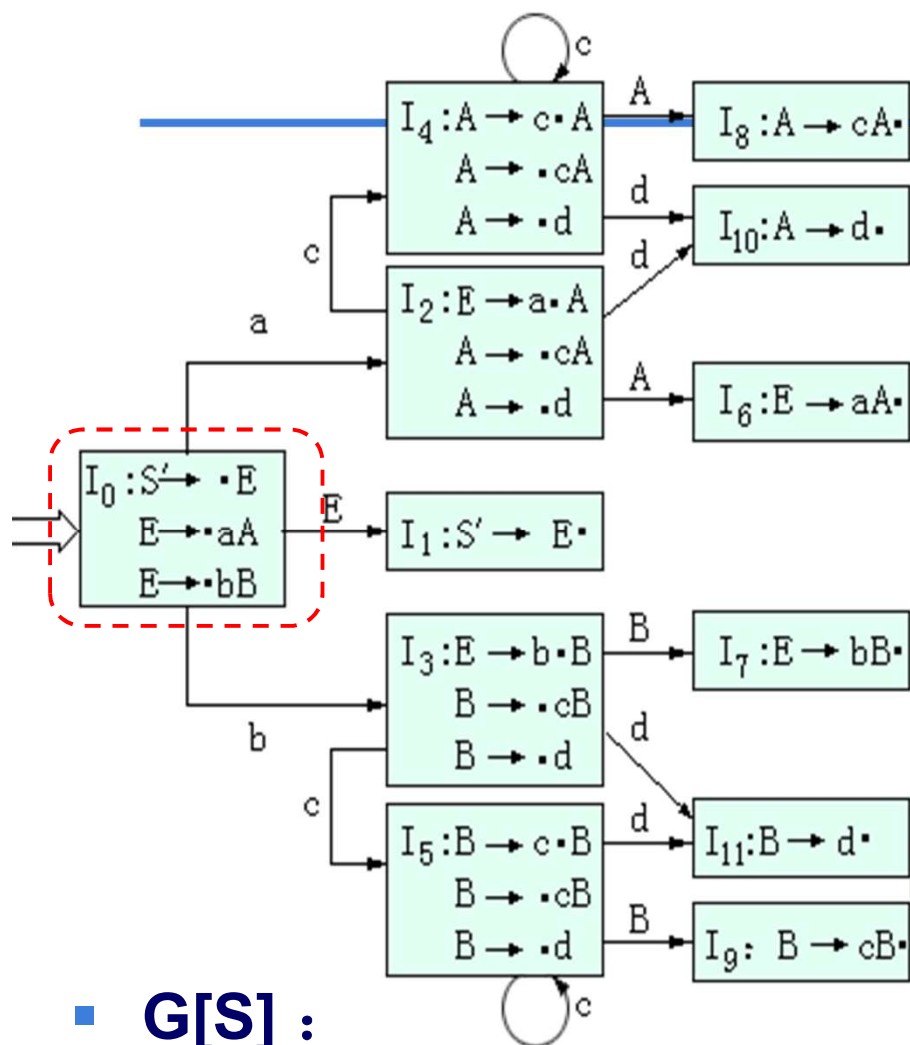 c
I₄:A → c·A
A → ·cA
A → ·d
A
I₈:A → cA·
d
I₁₀:A → d·
c
d
I₂:E → a·A
A → ·cA
A → ·d
a
A
I₆:E → aA·
I₀:S′→ ·E
E→·aA
E→·bB
E
I₁:S′ → E·
I₃:E → b·B
B → ·cB
B → ·d
B
I₇:E → bB·
b
d
c
I₅:B → c·B
B → ·cB
B → ·d
d
I₁₁:B → d·
B
I₉: B → cB·
c
▪ G[S]：